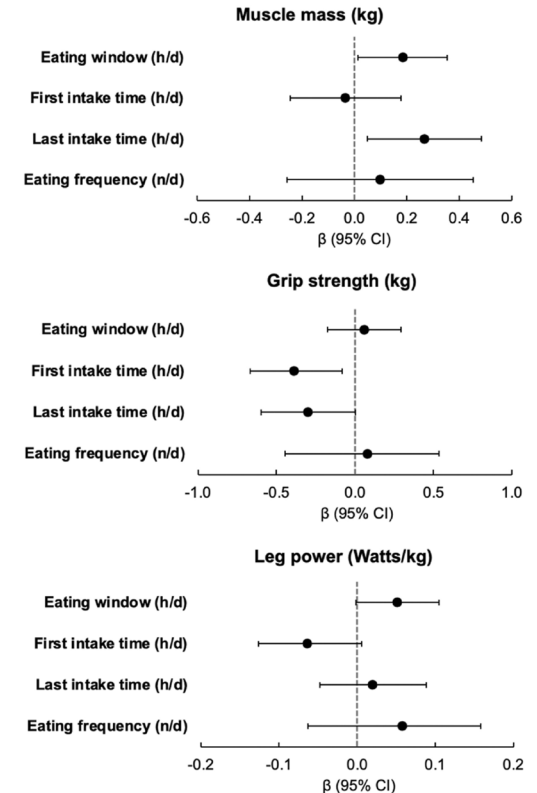 Muscle mass (kg)
Eating window (h/d)
First intake time (h/d)
Last intake time (h/d)
Eating frequency (n/d)
-0.6 -0.4 -0.2 0.0 0.2 0.4 0.6
β (95% CI)
Grip strength (kg)
Eating window (h/d)
First intake time (h/d)
Last intake time (h/d)
Eating frequency (n/d)
-1.0 -0.5 0.0 0.5 1.0
β (95% CI)
Leg power (Watts/kg)
Eating window (h/d)
First intake time (h/d)
Last intake time (h/d)
Eating frequency (n/d)
-0.2 -0.1 0.0 0.1 0.2
β (95% CI)